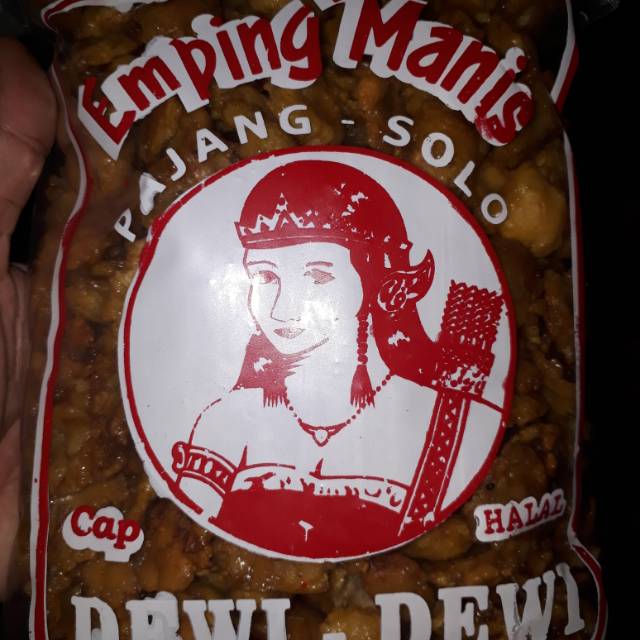 Emping Manis
PAJANG - SOLO
Cap
HALAL
DEWI - DEWI